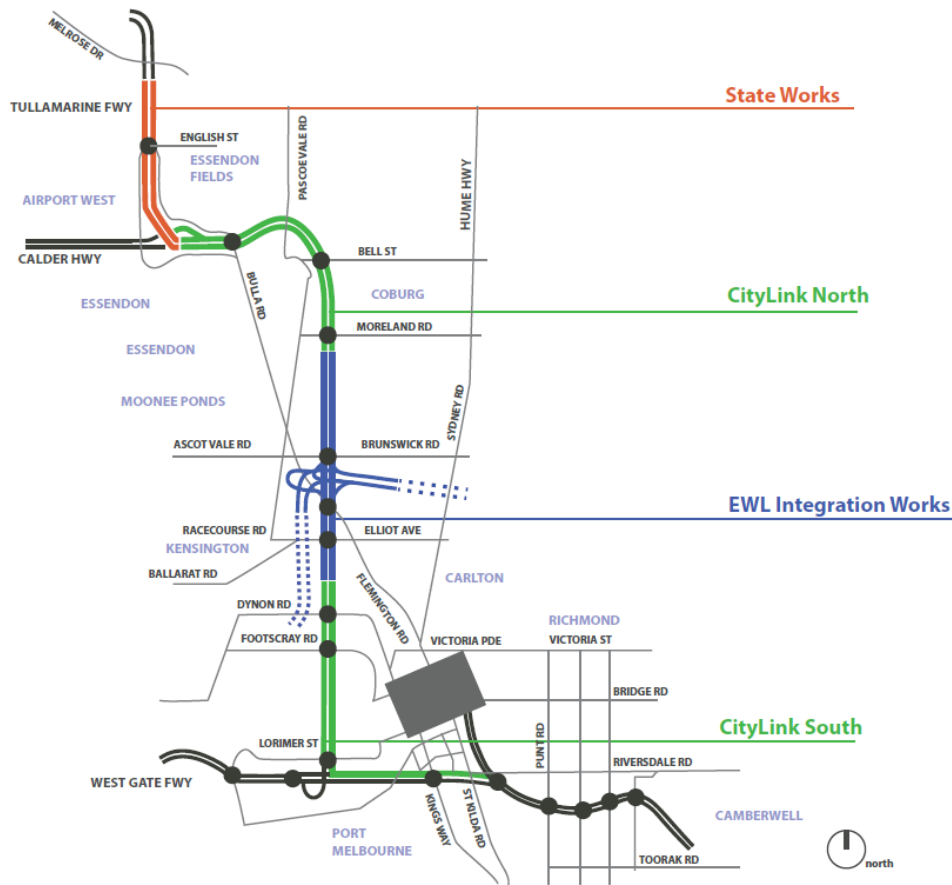 MELROSE DR
TULLAMARINE FWY
State Works
ENGLISH ST
PASCOEVALE RD
ESSENDON
FIELDS
HUME HWY
AIRPORT WEST
CALDER HWY
BELL ST
BULLA RD
ESSENDON
COBURG
CityLink North
MORELAND RD
ESSENDON
MOONEE PONDS
SYDNEY RD
ASCOT VALE RD
BRUNSWICK RD
EWL Integration Works
RACECOURSE RD
ELLIOT AVE
KENSINGTON
BALLARAT RD
CARLTON
FLEMINGTON RD
DYNON RD
RICHMOND
FOOTSCRAY RD
VICTORIA PDE
VICTORIA ST
BRIDGE RD
CityLink South
LORIMER ST
PUNT RD
RIVERSDALE RD
WEST GATE FWY
KINGS WAY
ST KILDA RD
CAMBERWELL
PORT
MELBOURNE
TOORAK RD
north